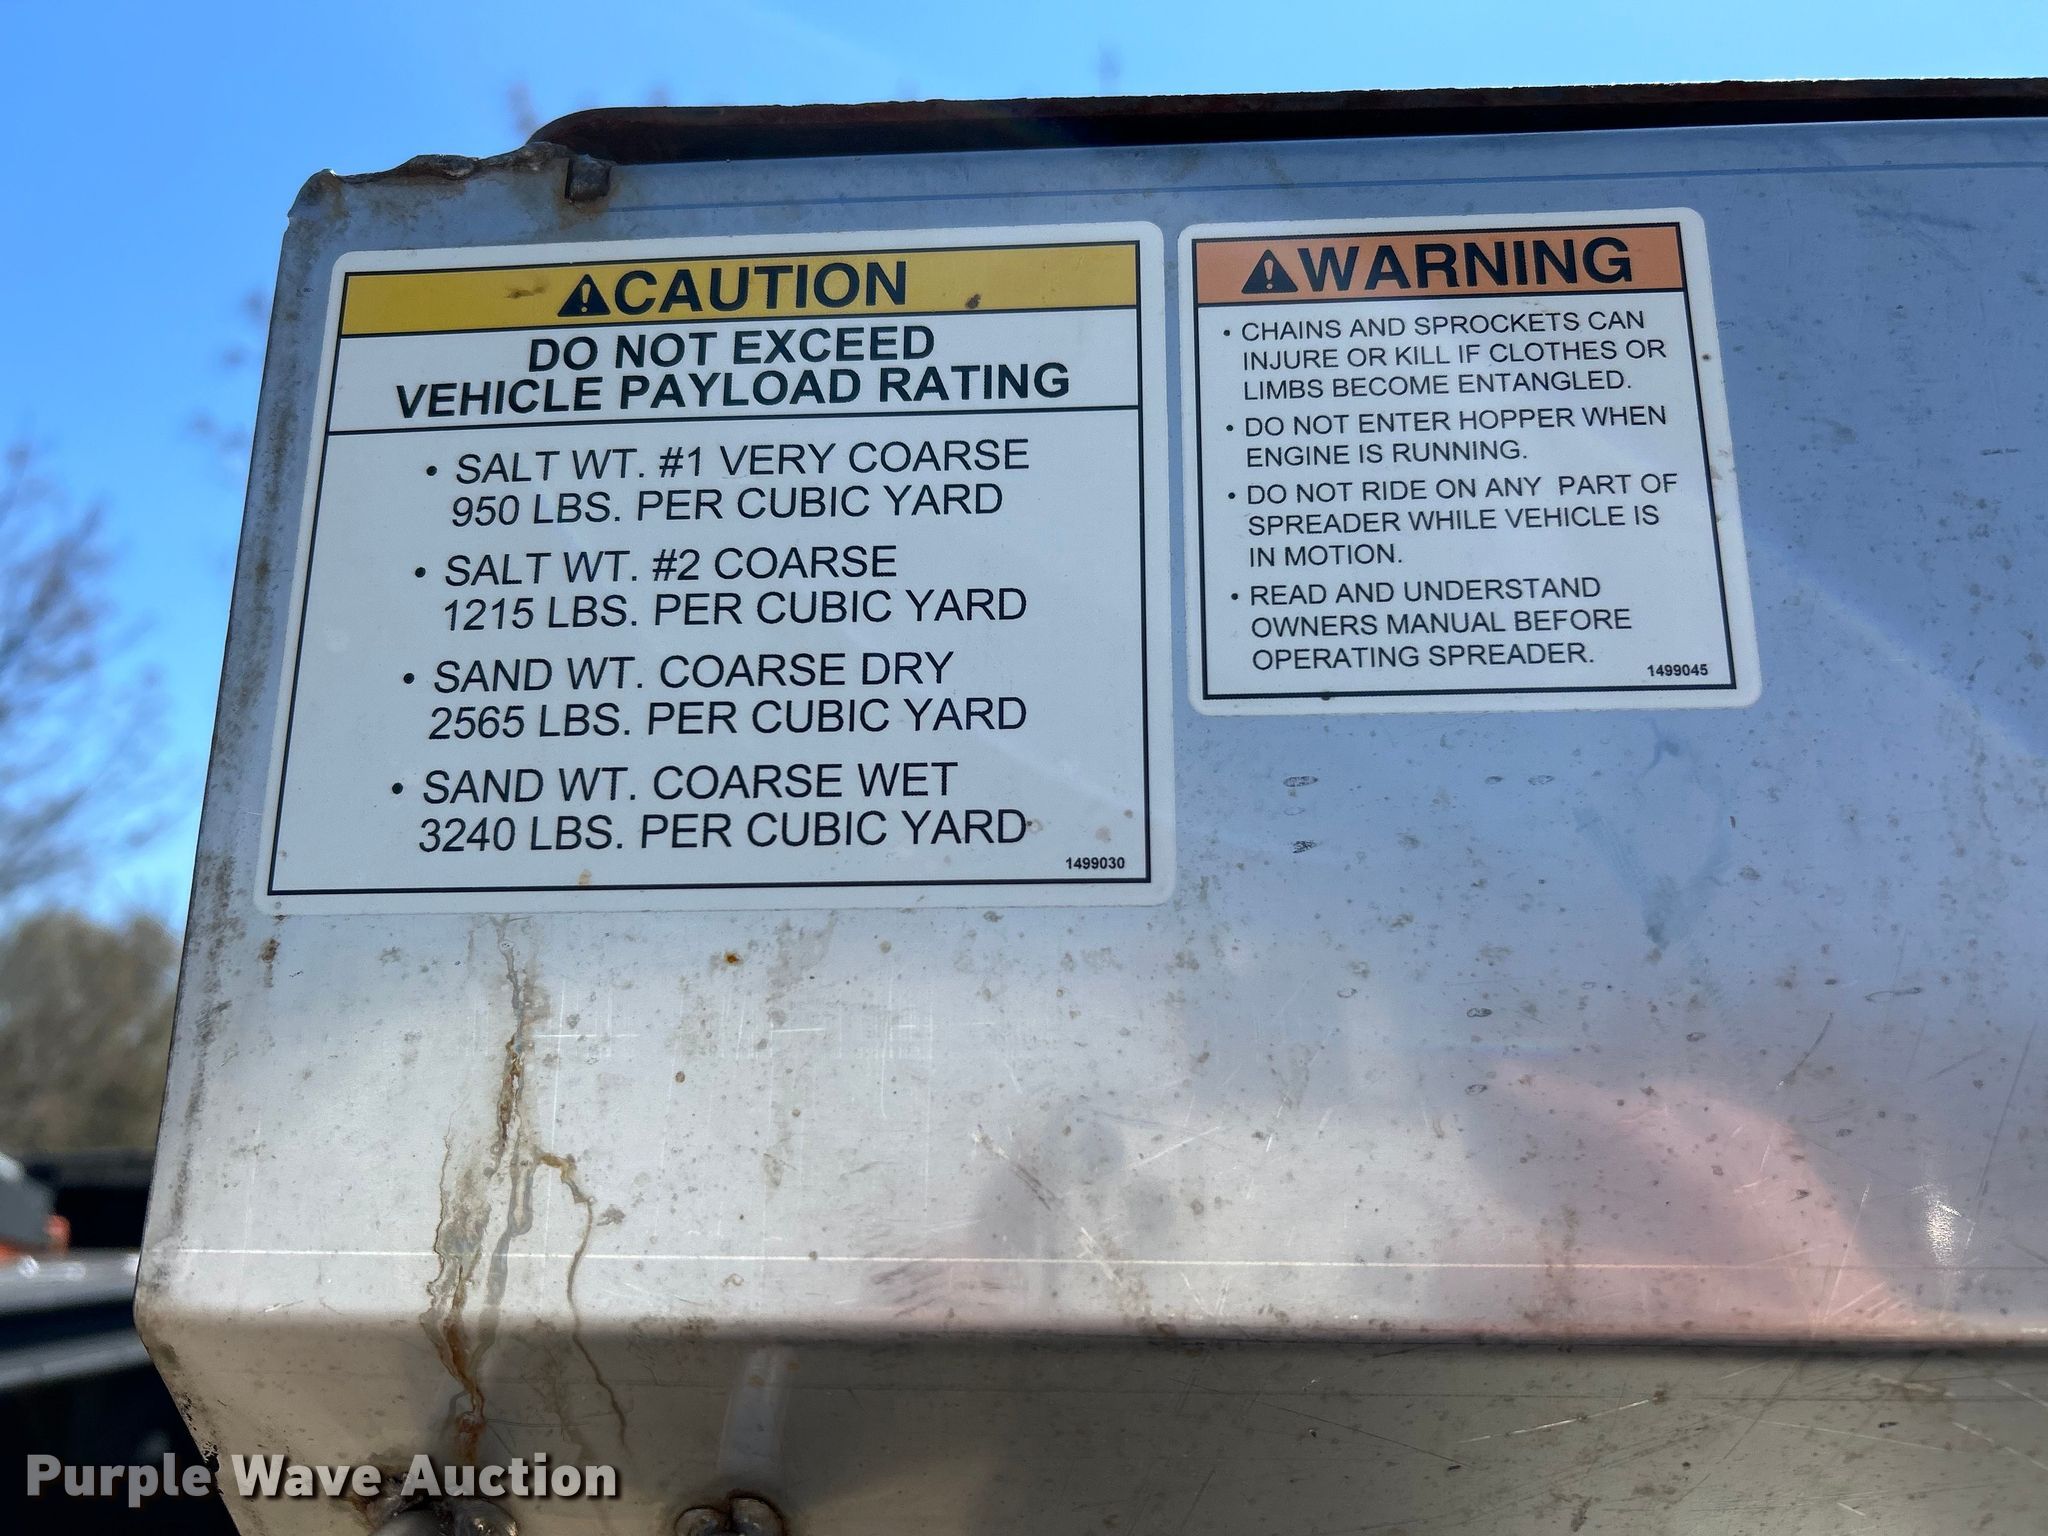 ⚠CAUTION
DO NOT EXCEED
VEHICLE PAYLOAD RATING
• SALT WT. #1 VERY COARSE
950 LBS. PER CUBIC YARD
• SALT WT. #2 COARSE
1215 LBS. PER CUBIC YARD
• SAND WT. COARSE DRY
2565 LBS. PER CUBIC YARD
• SAND WT. COARSE WET
3240 LBS. PER CUBIC YARD
1499030
⚠WARNING
• CHAINS AND SPROCKETS CAN
INJURE OR KILL IF CLOTHES OR
LIMBS BECOME ENTANGLED.
• DO NOT ENTER HOPPER WHEN
ENGINE IS RUNNING.
• DO NOT RIDE ON ANY PART OF
SPREADER WHILE VEHICLE IS
IN MOTION.
• READ AND UNDERSTAND
OWNERS MANUAL BEFORE
OPERATING SPREADER.
1499045
Purple Wave Auction